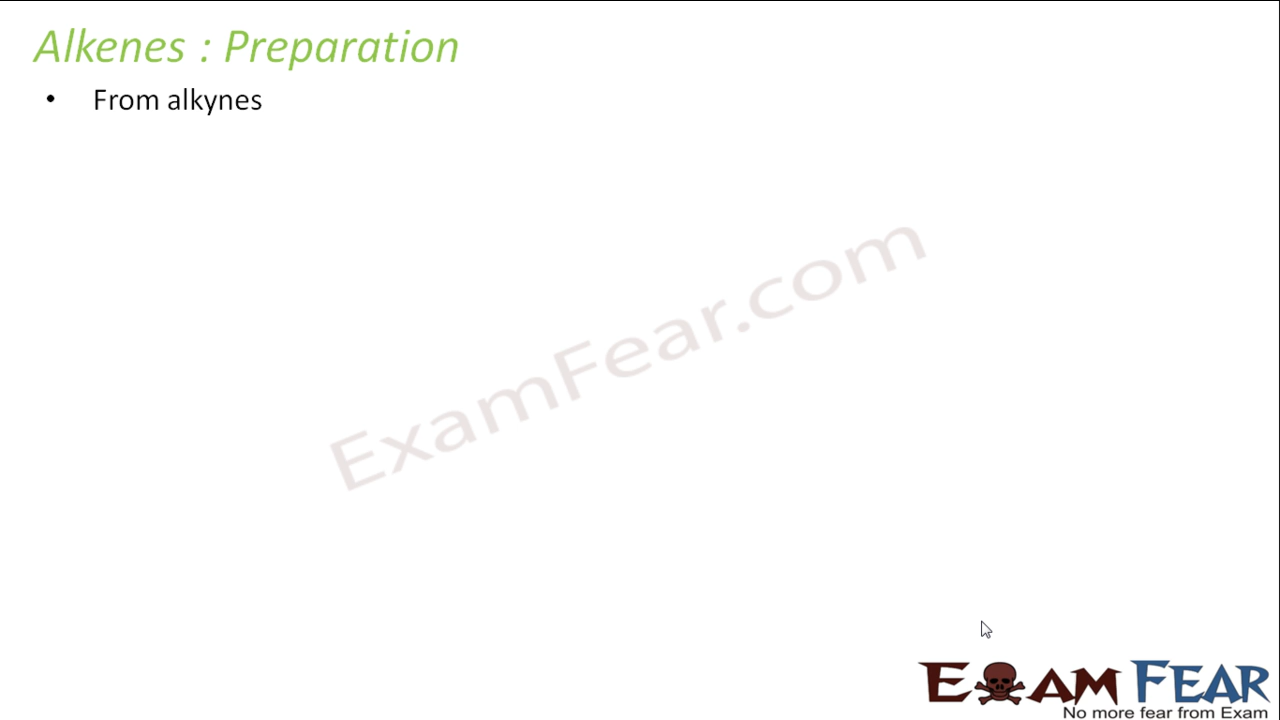 Alkenes : Preparation
• From alkynes
ExamFear.com
EXAM FEAR
No more fear from Exam